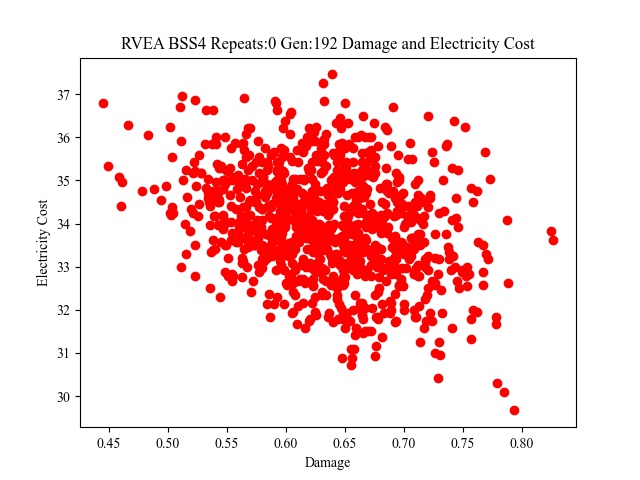 RVEA BSS4 Repeats:0 Gen:192 Damage and Electricity Cost
37
36
35
34
33
32
31
30
Electricity Cost
0.45 0.50 0.55 0.60 0.65 0.70 0.75 0.80
Damage